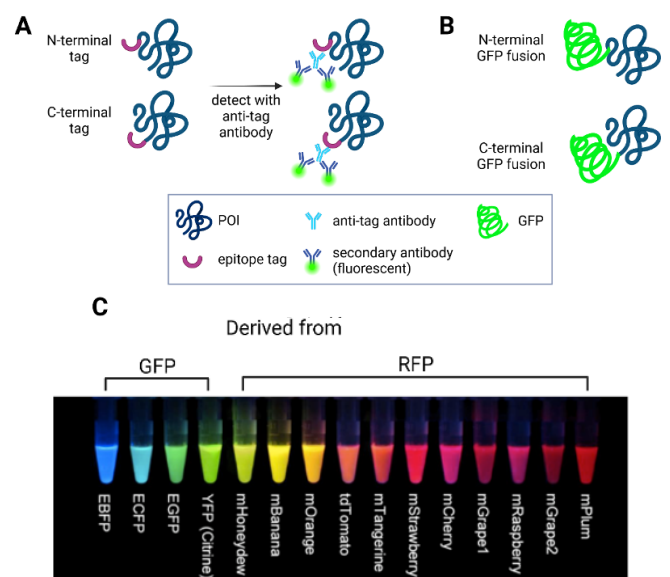 A
N-terminal
tag
C-terminal
tag
detect with
anti-tag
antibody
B
N-terminal
GFP fusion
C-terminal
GFP fusion
POI
anti-tag antibody
GFP
epitope tag
secondary antibody
(fluorescent)
C
Derived from
GFP
RFP
EBFP
ECFP
EGFP
YFP (Citrine)
mHoneydew
mBanana
mOrange
tdTomato
mTangerine
mStrawberry
mCherry
mGrape1
mRaspberry
mGrape2
mPlum